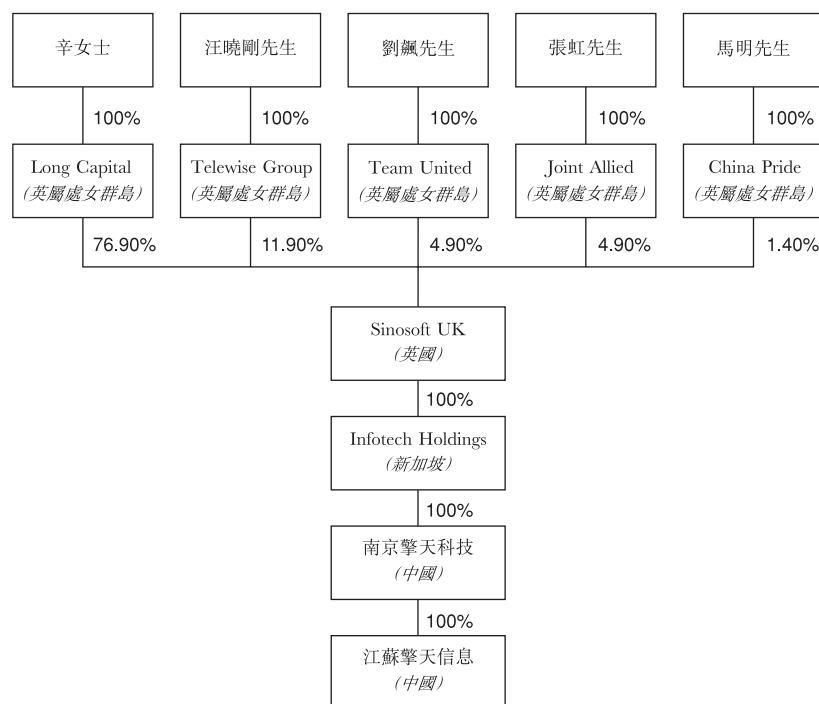 辛女士
汪曉剛先生
劉飆先生
張虹先生
馬明先生
100%
100%
100%
100%
100%
Long Capital
(英屬處女群島)
Telewise Group
(英屬處女群島)
Team United
(英屬處女群島)
Joint Allied
(英屬處女群島)
China Pride
(英屬處女群島)
76.90%
11.90%
4.90%
4.90%
1.40%
Sinosoft UK
(英國)
100%
Infotech Holdings
(新加坡)
100%
南京擎天科技
(中國)
100%
江蘇擎天信息
(中國)